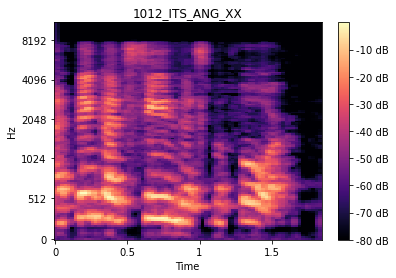 1012_ITS_ANG_XX
8192
4096
2048
1024
512
0
Hz
0
0.5
1
1.5
Time
-10 dB
-20 dB
-30 dB
-40 dB
-50 dB
-60 dB
-70 dB
-80 dB